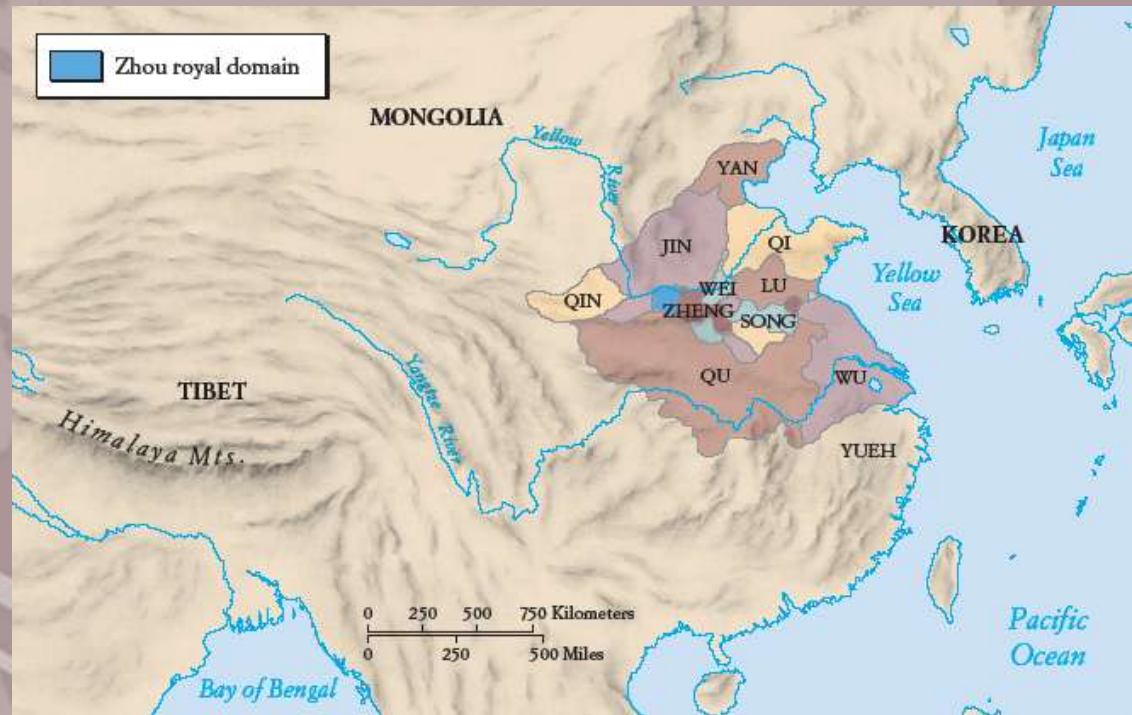 Zhou royal domain
MONGOLIA
Yellow
River
Japan
Sea
YAN
KOREA
JIN
QI
Yellow
Sea
WEI
LU
QIN
ZHENG
SONG
QU
WU
TIBET
Yangtze River
Himalaya Mts.
YUEH
0 250 500 750 Kilometers
0 250 500 Miles
Pacific
Ocean
Bay of Bengal